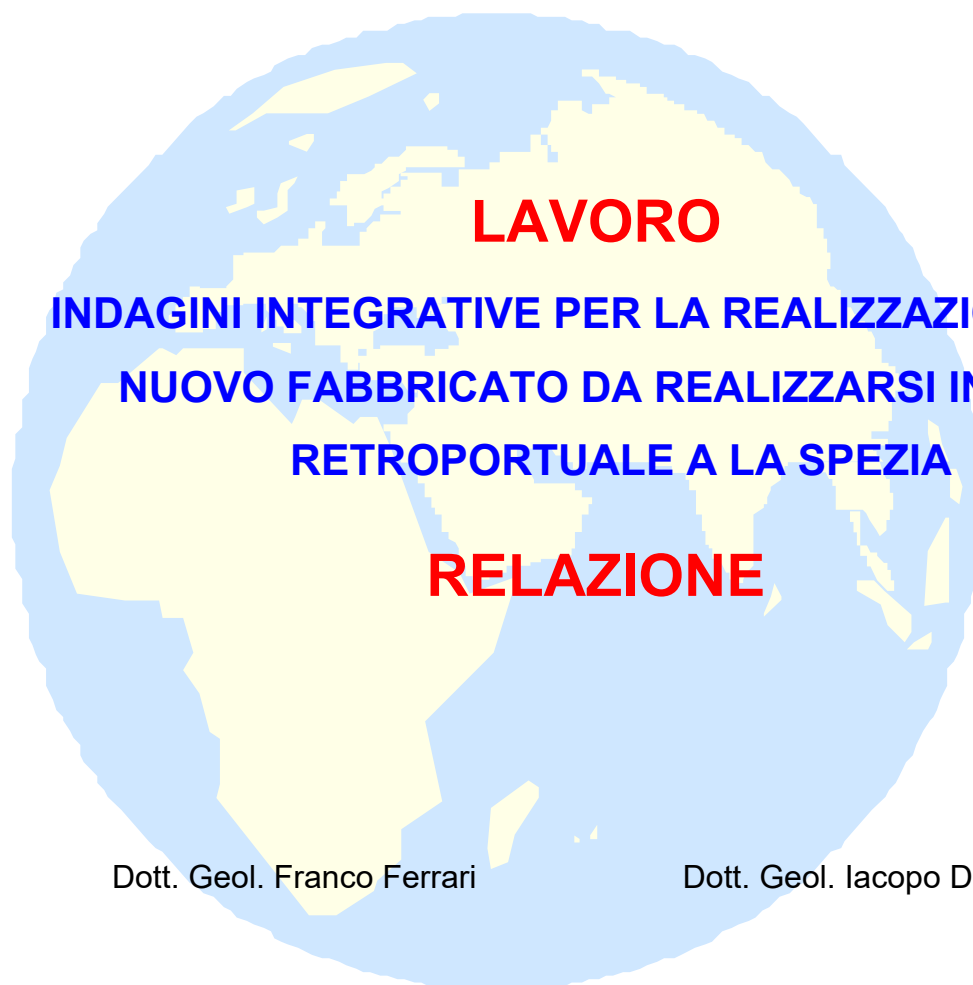 LAVORO
INDAGINI INTEGRATIVE PER LA
NUOVO FABBRICATO DA REALIZZARSI
RETROPORTUALE A LA SPEZIA
RELAZIONE
Dott. Geol. Franco Ferrari
Dott. Geol. Iacopo